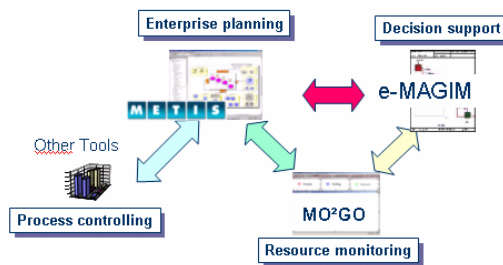 Enterprise planning
Decision support
METIS
e-MAGIM
Other Tools
MO²GO
Process controlling
Resource monitoring